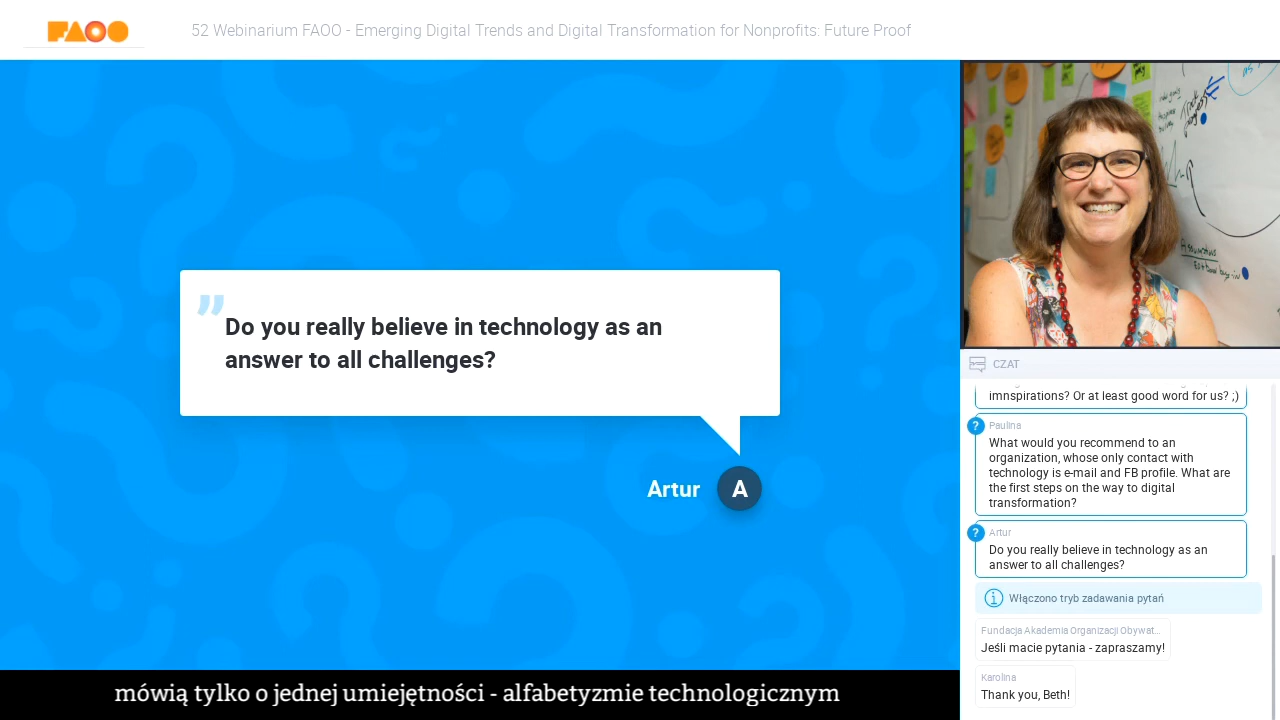 FAOO
52 Webinarium FAOO - Emerging Digital Trends and Digital Transformation for Nonprofits: Future Proof
”
Do you really believe in technology as an
answer to all challenges?
Artur A
mówią tylko o jednej umiejętności - alfabetyzmie technologicznym
CZAT
imnspirations? Or at least good word for us? ;)
?
Paulina
What would you recommend to an
organization, whose only contact with
technology is e-mail and FB profile. What are
the first steps on the way to digital
transformation?
?
Artur
Do you really believe in technology as an
answer to all challenges?
Włączono tryb zadawania pytań
Fundacja Akademia Organizacji Obywat...
Jeśli macie pytania - zapraszamy!
Karolina
Thank you, Beth!